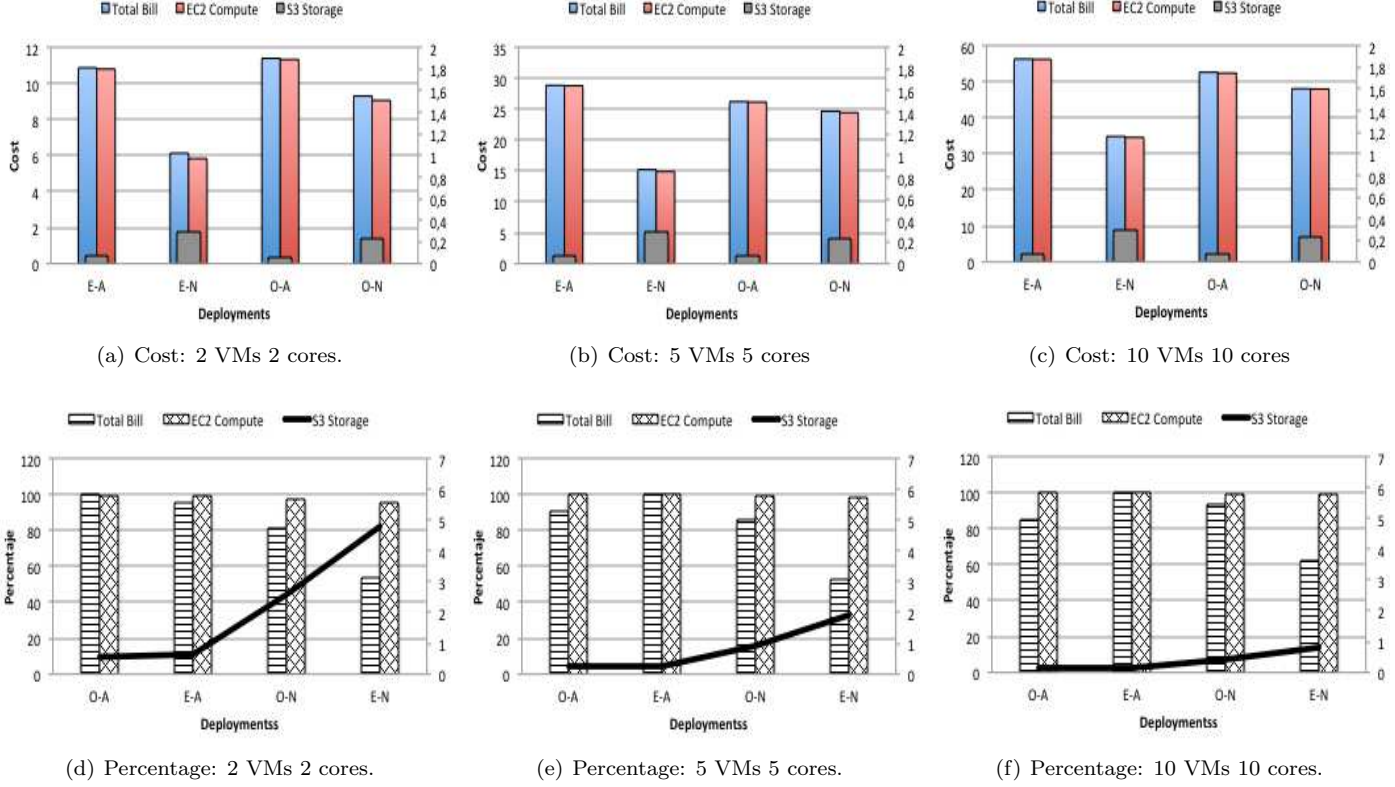 Total Bill EC2 Compute S3 Storage
12 10 8 6 4 2 0
Cost
2 1,8 1,6 1,4 1,2 1 0,8 0,6 0,4 0,2 0
E-A E-N O-A O-N
Deployments
(a) Cost: 2 VMs 2 cores.
Total Bill EC2 Compute S3 Storage
35 30 25 20 15 10 5 0
Cost
2 1,8 1,6 1,4 1,2 1 0,8 0,6 0,4 0,2 0
E-A E-N O-A O-N
Deployments
(b) Cost: 5 VMs 5 cores
Total Bill EC2 Compute S3 Storage
60 50 40 30 20 10 0
Cost
2 1,8 1,6 1,4 1,2 1 0,8 0,6 0,4 0,2 0
E-A E-N O-A O-N
Deployments
(c) Cost: 10 VMs 10 cores
Total Bill EC2 Compute S3 Storage
120 100 80 60 40 20 0
Percentaje
7 6 5 4 3 2 1 0
O-A E-A O-N E-N
Deploymentss
(d) Percentage: 2 VMs 2 cores.
Total Bill EC2 Compute S3 Storage
120 100 80 60 40 20 0
Percentaje
7 6 5 4 3 2 1 0
O-A E-A O-N E-N
Deploymentss
(e) Percentage: 5 VMs 5 cores.
Total Bill EC2 Compute S3 Storage
120 100 80 60 40 20 0
Percentaje
7 6 5 4 3 2 1 0
O-A E-A O-N E-N
Deploymentss
(f) Percentage: 10 VMs 10 cores.